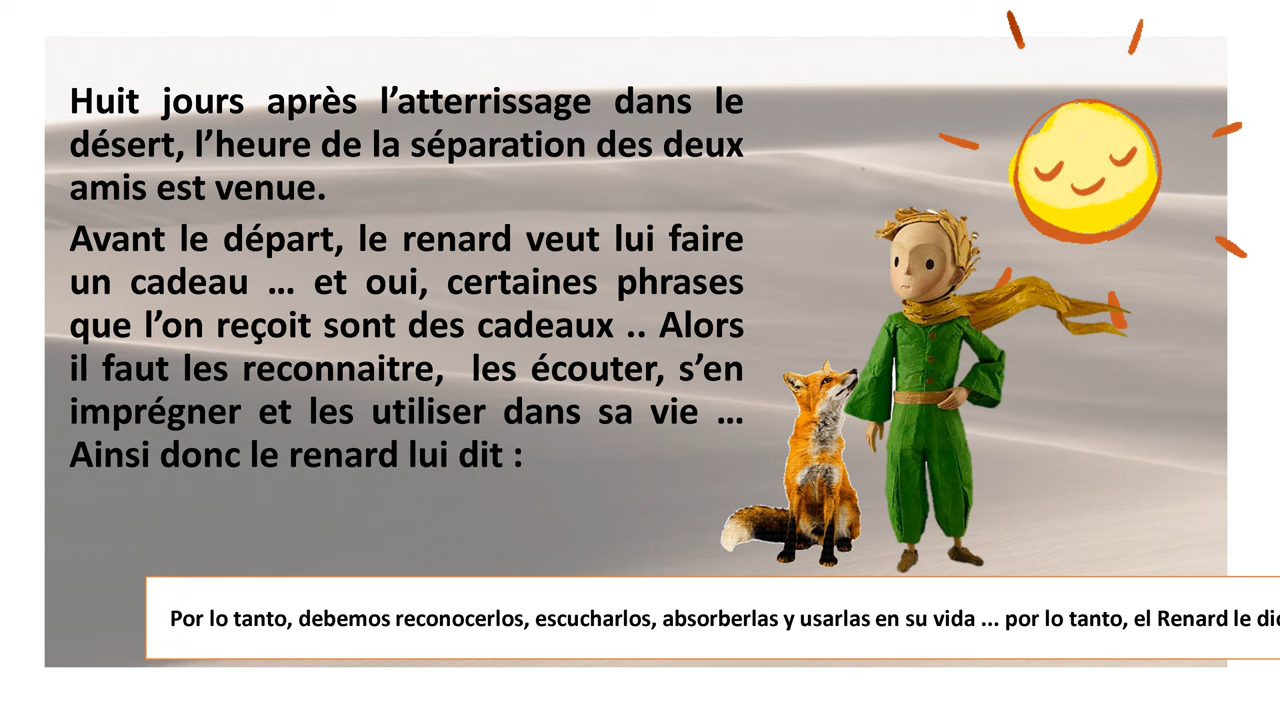 Huit jours après l’atterrissage dans le
désert, l’heure de la séparation des deux
amis est venue.
Avant le départ, le renard veut lui faire
un cadeau … et oui, certaines phrases
que l’on reçoit sont des cadeaux .. Alors
il faut les reconnaitre, les écouter, s’en
imprégner et les utiliser dans sa vie …
Ainsi donc le renard lui dit :
Por lo tanto, debemos reconocerlos, escucharlos, absorberlas y usarlas en su vida ... por lo tanto, el Renard le